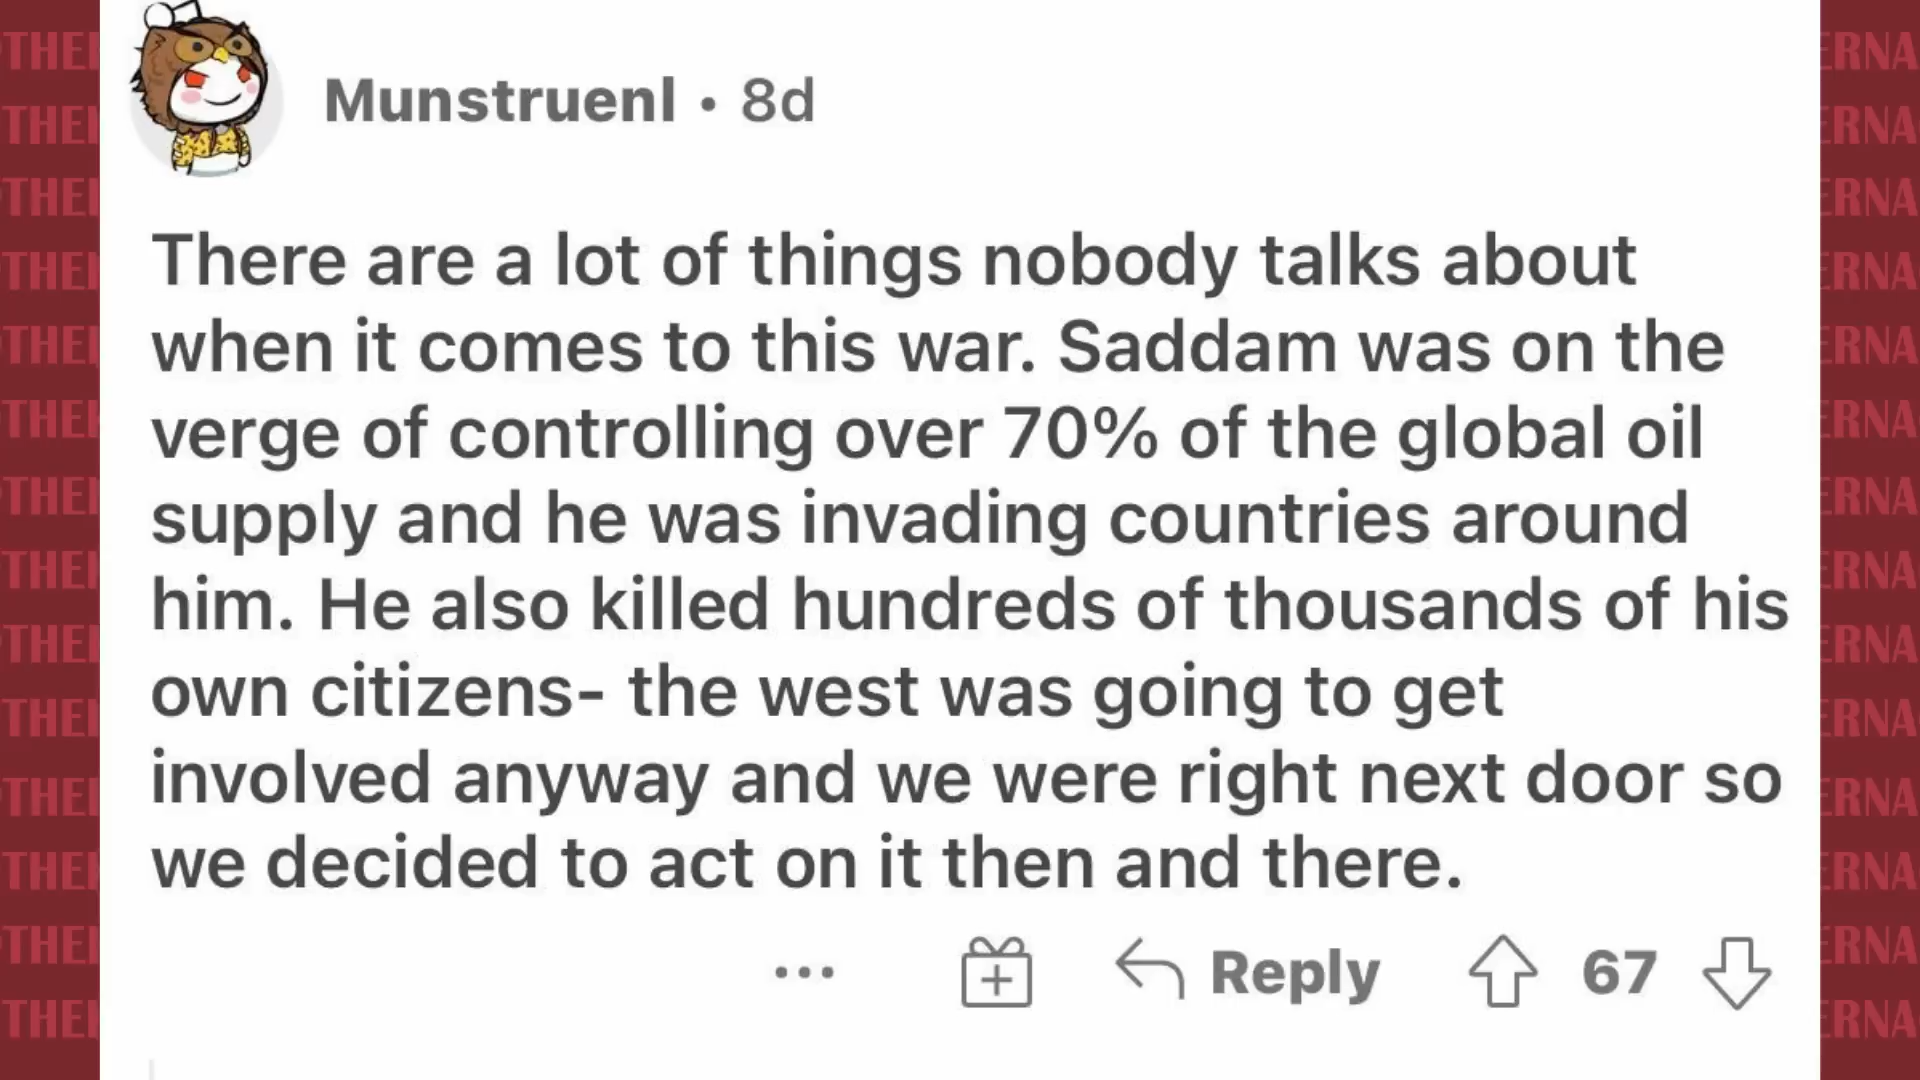 Munstruenl • 8d
There are a lot of things nobody talks about
when it comes to this war. Saddam was on the
verge of controlling over 70% of the global oil
supply and he was invading countries around
him. He also killed hundreds of thousands of his
own citizens- the west was going to get
involved anyway and we were right next door so
we decided to act on it then and there.
... Reply 67